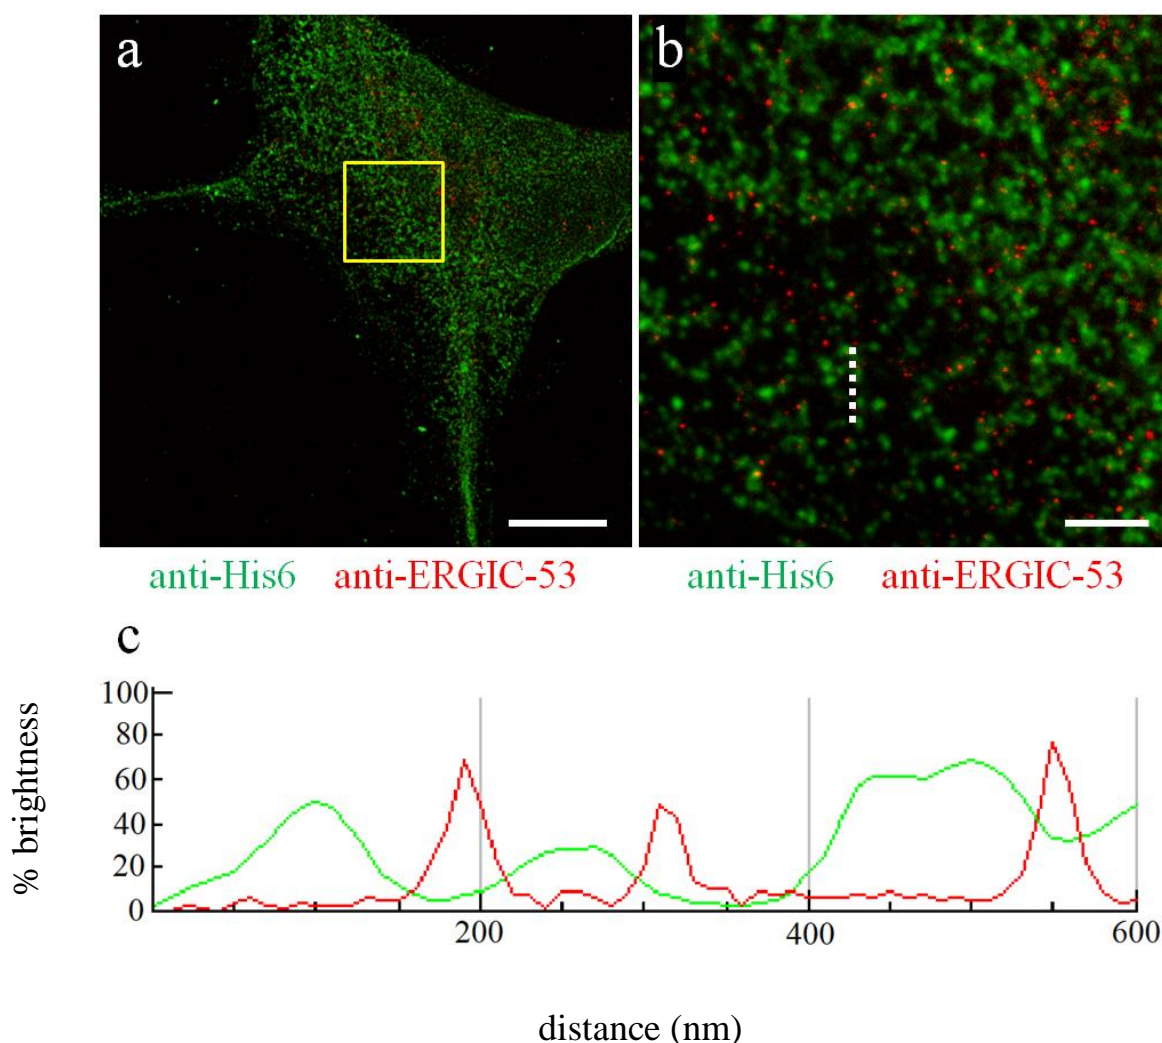 a
b
anti-His6 anti-ERGIC-53
anti-His6 anti-ERGIC-53
c
% brightness
100
80
60
40
20
0
200 400 600
distance (nm)